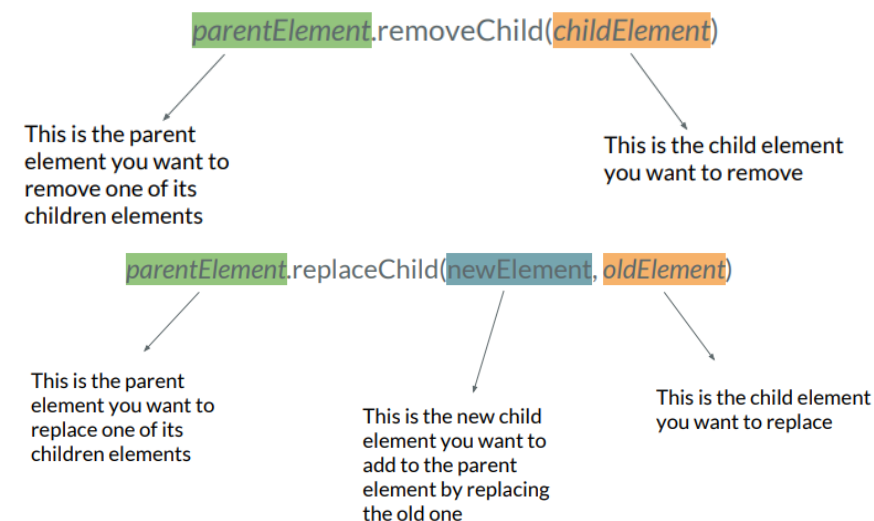 parentElement.removeChild(childElement)
This is the parent
element you want to
remove one of its
children elements
This is the child element
you want to remove
parentElement.replaceChild(newElement, oldElement)
This is the parent
element you want to
replace one of its
children elements
This is the new child
element you want to
add to the parent
element by replacing
the old one
This is the child element
you want to replace